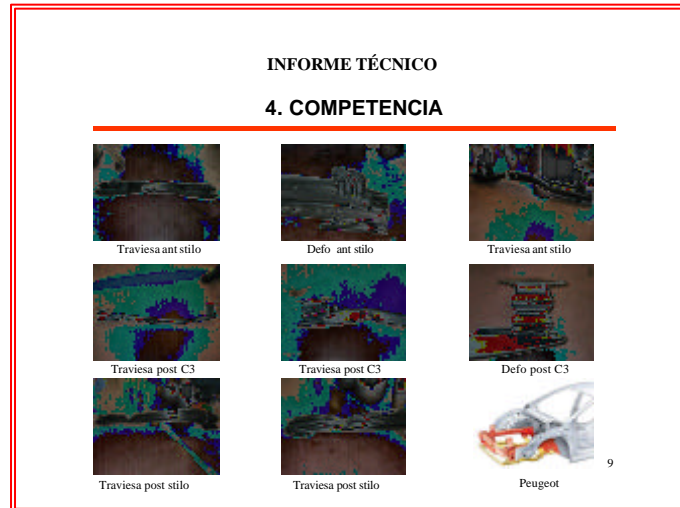 INFORME TÉCNICO
4. COMPETENCIA
Traviesa ant stilo
Defo ant stilo
Traviesa ant stilo
Traviesa post C3
Traviesa post C3
Defo post C3
Traviesa post stilo
Traviesa post stilo
Peugeot
9